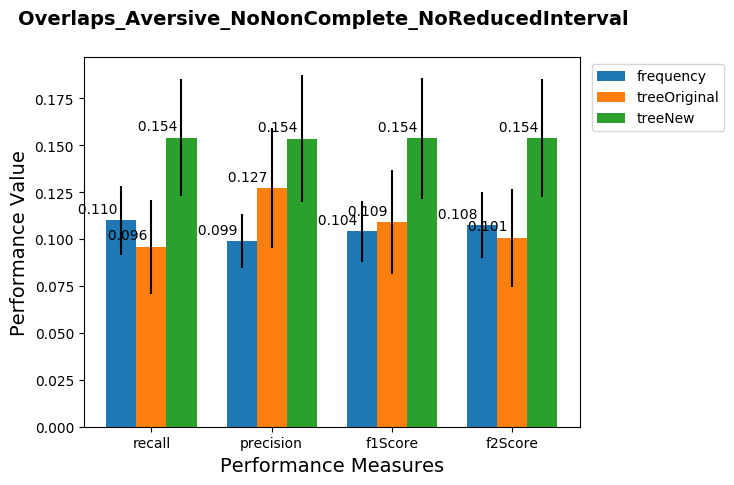 Overlaps_Aversive_NoNonComplete_NoReducedInterval
frequency
treeOriginal
treeNew
Performance Value
0.175
0.150
0.125
0.100
0.075
0.050
0.025
0.000
0.110
0.096
0.154
0.099
0.127
0.154
0.104
0.109
0.154
0.108
0.101
0.154
recall precision f1Score f2Score
Performance Measures